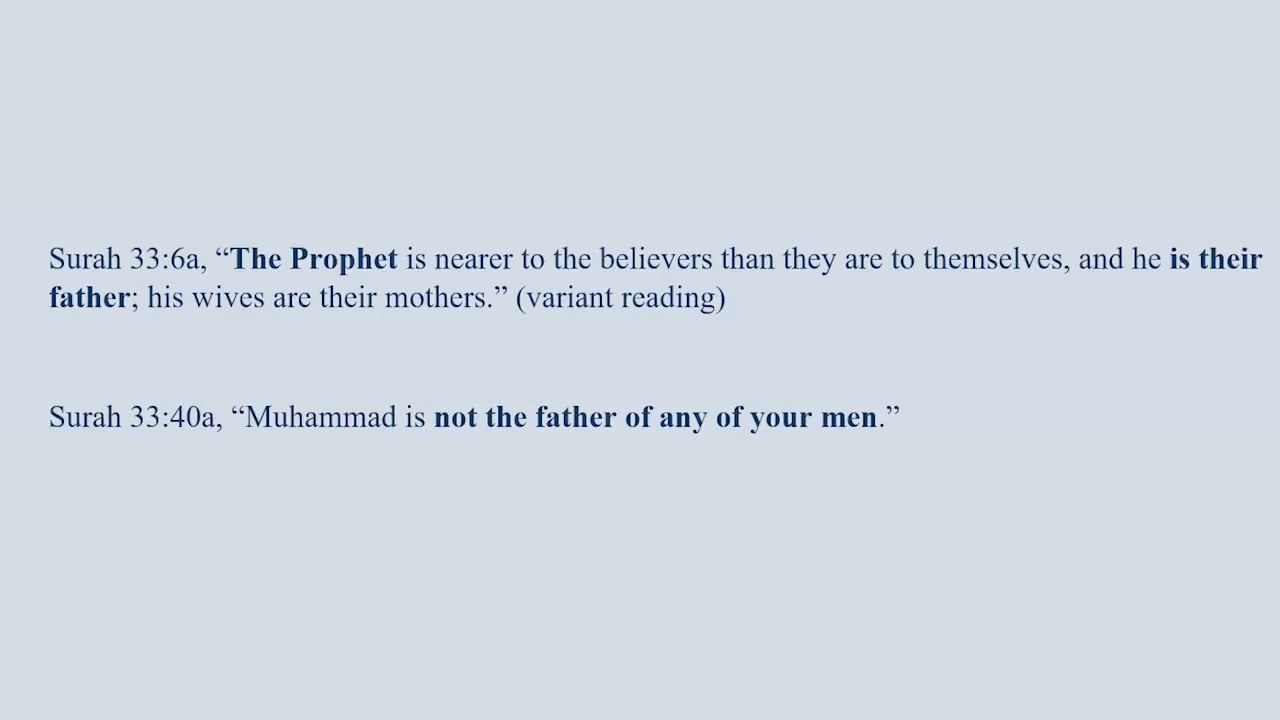 Surah 33:6a, “The Prophet is nearer to the believers than they are to themselves, and he is their
father; his wives are their mothers.” (variant reading)
Surah 33:40a, “Muhammad is not the father of any of your men.”